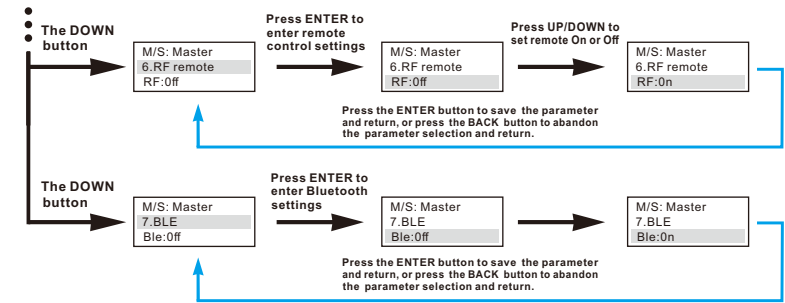 The DOWN
button
M/S: Master
6.RF remote
RF:0ff
Press ENTER to
enter remote
control settings
M/S: Master
6.RF remote
RF:0ff
Press UP/DOWN to
set remote On or Off
M/S: Master
6.RF remote
RF:0n
Press the ENTER button to save the parameter
and return, or press the BACK button to abandon
the parameter selection and return.
The DOWN
button
M/S: Master
7.BLE
Ble:0ff
Press ENTER to
enter Bluetooth
settings
M/S: Master
7.BLE
Ble:0ff
M/S: Master
7.BLE
Ble:0n
Press the ENTER button to save the parameter
and return, or press the BACK button to abandon
the parameter selection and return.